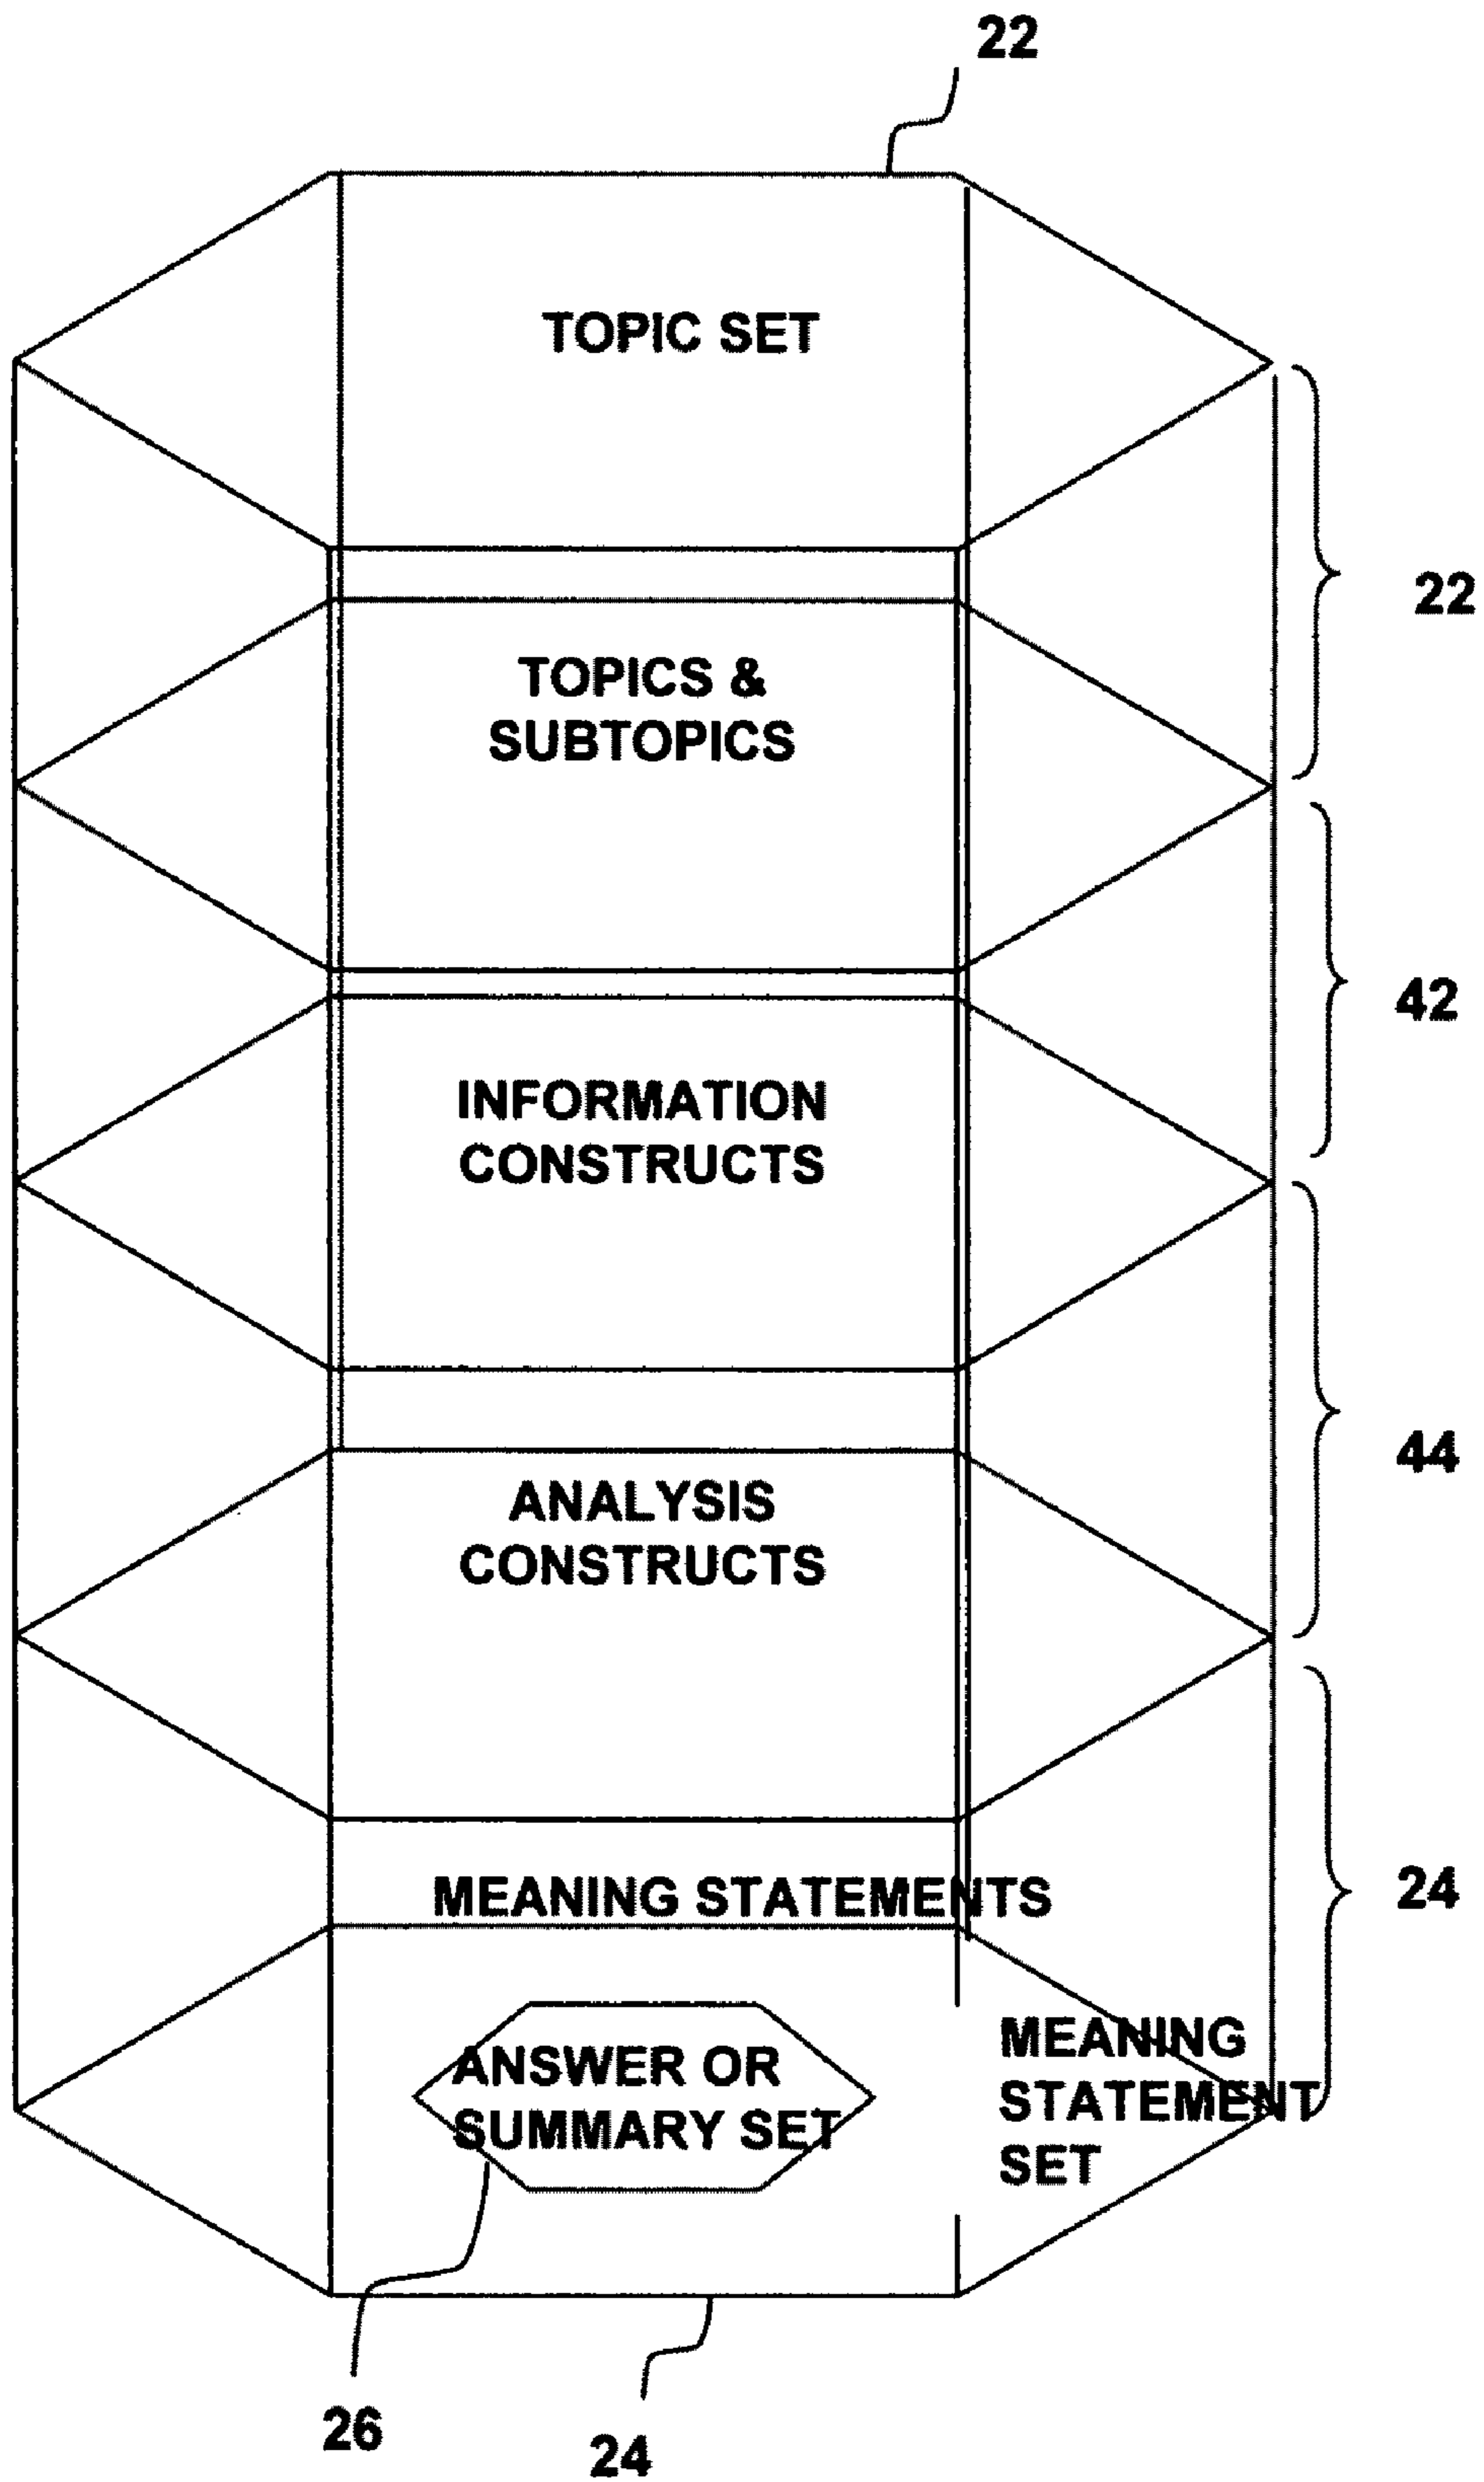 22
TOPIC SET
22
TOPICS &
SUBTOPICS
42
INFORMATION
CONSTRUCTS
44
ANALYSIS
CONSTRUCTS
24
MEANING STATEMENTS
ANSWER OR
SUMMARY SET
MEANING
STATEMENT
SET
26
24